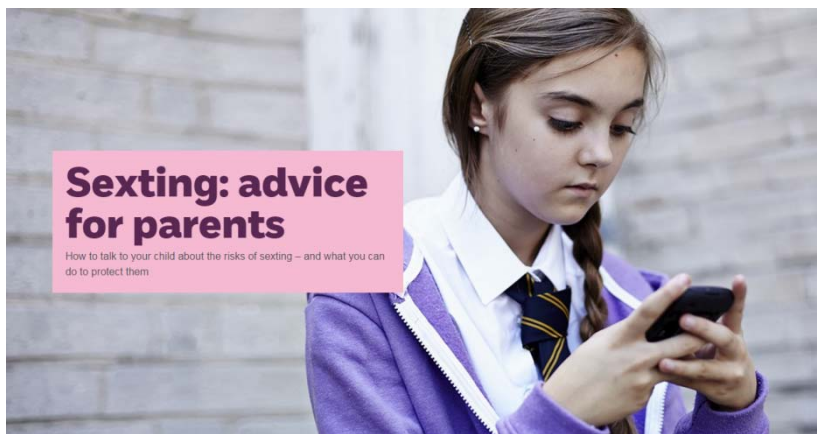 Sexting: advice
for parents
How to talk to your child about the risks of sexting – and what you can
do to protect them